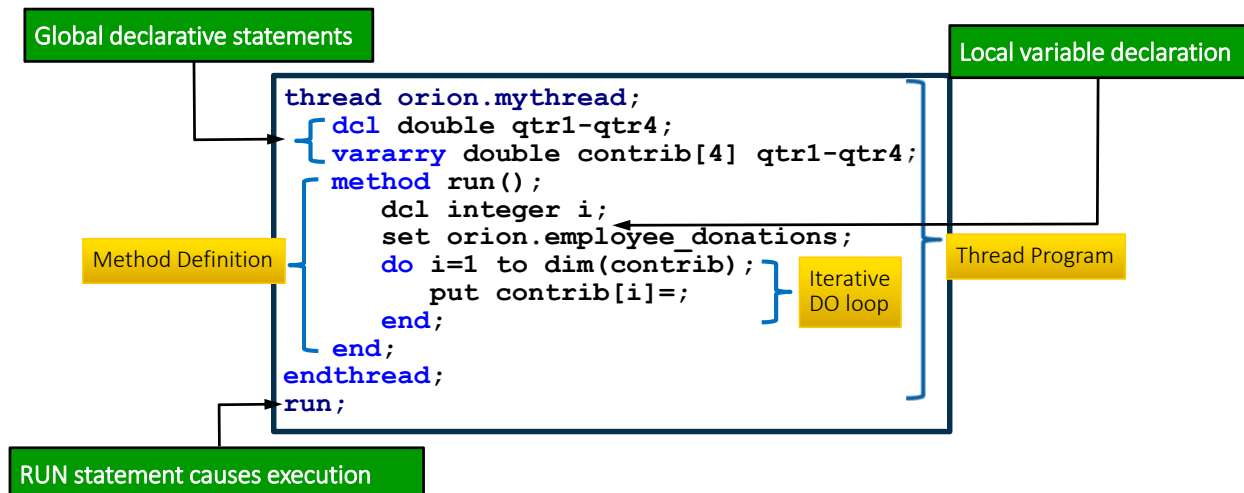 Global declarative statements
Local variable declaration
thread orion.mythread;
dcl double qtr1-qtr4;
vararry double contrib[4] qtr1-qtr4;
method run();
dcl integer i;
set orion.employee_donations;
do i=1 to dim(contrib);
put contrib[i]=;
end;
end;
endthread;
run;
Method Definition
Iterative
DO loop
Thread Program
RUN statement causes execution